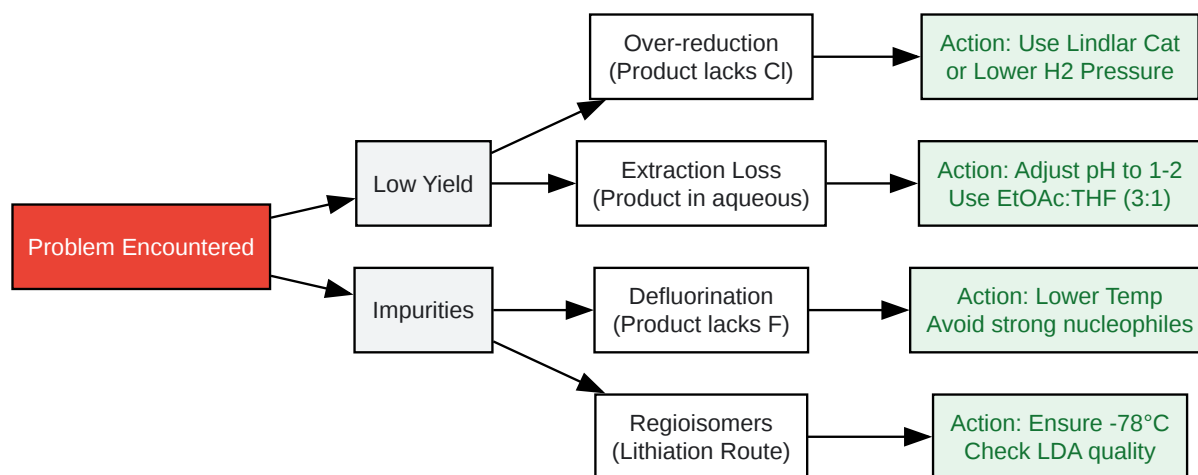 Problem Encountered
Low Yield
Impurities
Over-reduction
(Product lacks Cl)
Extraction Loss
(Product in aqueous)
Defluorination
(Product lacks F)
Regioisomers
(Lithiation Route)
Action: Use Lindlar Cat
or Lower H2 Pressure
Action: Adjust pH to 1-2
Use EtOAc:THF (3:1)
Action: Lower Temp
Avoid strong nucleophiles
Action: Ensure -78°C
Check LDA quality